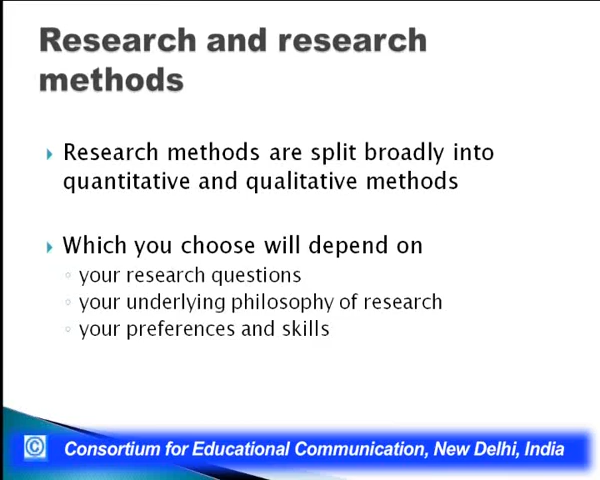 Research and research
methods
Research methods are split broadly into
quantitative and qualitative methods
Which you choose will depend on
your research questions
your underlying philosophy of research
your preferences and skills
© Consortium for Educational Communication, New Delhi, India